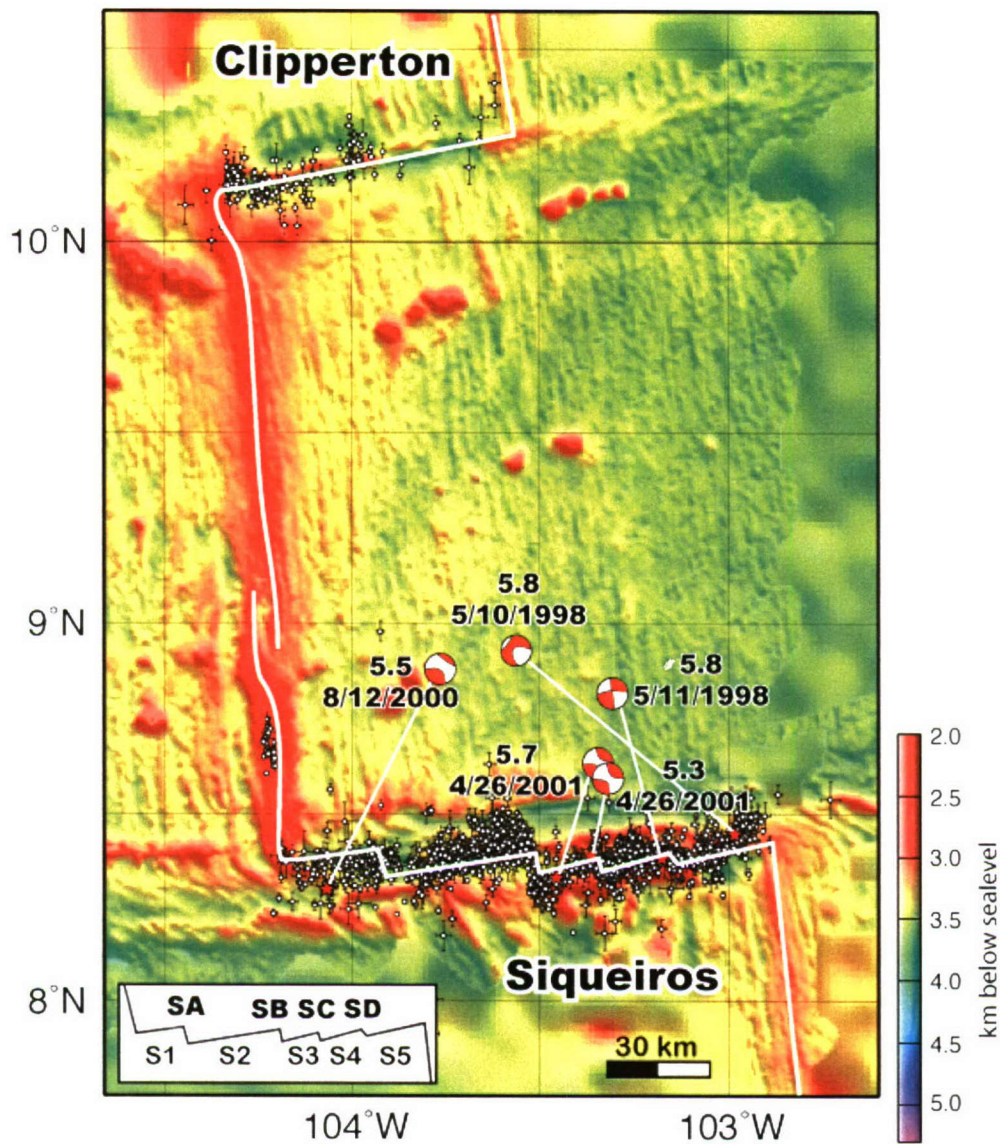 Clipperton
10°N
9°N
5.8
5/10/1998
5.5
8/12/2000
5.8
5/11/1998
5.7
4/26/2001
5.3
4/26/2001
Siqueiros
8°N
SA SB SC SD
S1 S2 S3 S4 S5
30 km
104°W
103°W
2.0
2.5
3.0
3.5
4.0
4.5
5.0
km below sealevel